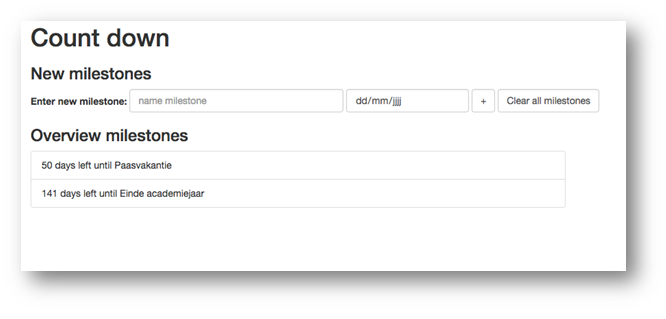 Count down
New milestones
Enter new milestone: name milestone dd/mm/jjjj + Clear all milestones
Overview milestones
50 days left until Paasvakantie
141 days left until Einde academiejaar